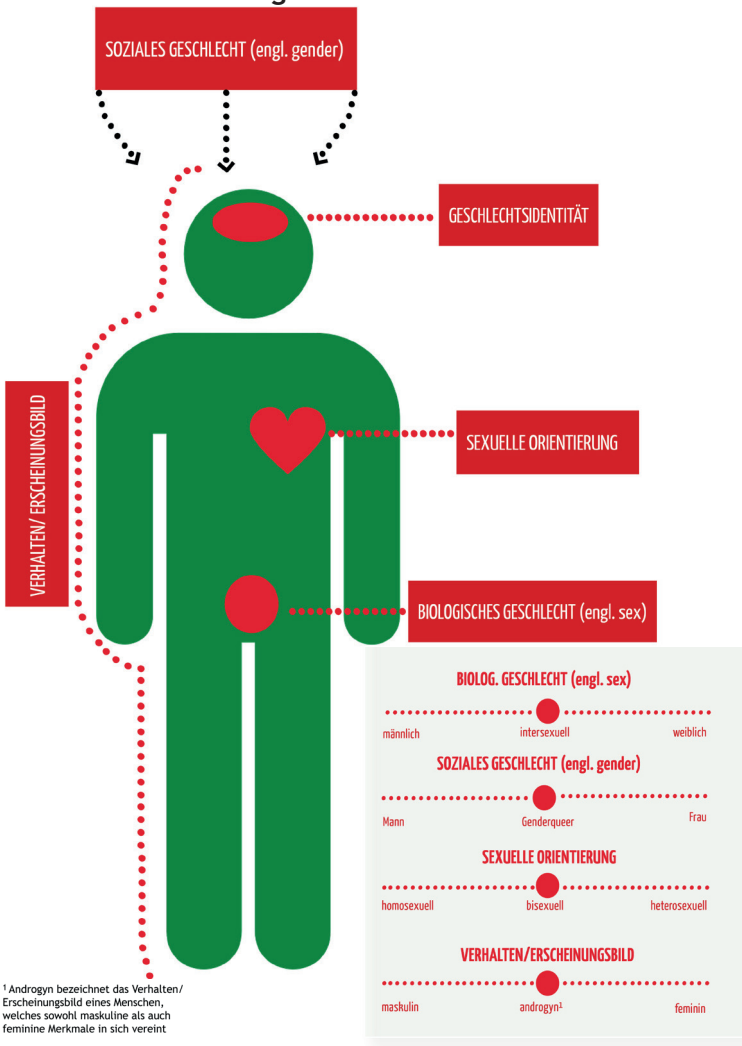 SOZIALES GESCHLECHT (engl. gender)
GESCHLECHTSIDENTITÄT
VERHALTEN/ ERSCHEINUNGSBILD
SEXUELLE ORIENTIERUNG
BIOLOGISCHES GESCHLECHT (engl. sex)
BIOLOG. GESCHLECHT (engl. sex)
männlich intersexuell weiblich
SOZIALES GESCHLECHT (engl. gender)
Mann Genderqueer Frau
SEXUELLE ORIENTIERUNG
homosexuell bisexuell heterosexuell
VERHALTEN/ERSCHEINUNGSBILD
maskulin androgyn¹ feminin
¹ Androgyn bezeichnet das Verhalten/
Erscheinungsbild eines Menschen,
welches sowohl maskuline als auch
feminine Merkmale in sich vereint